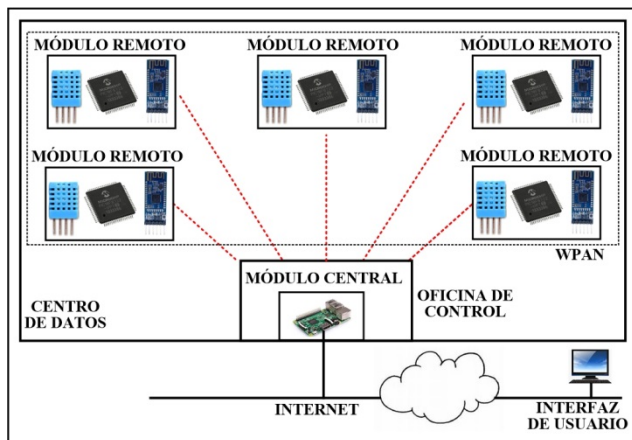 MÓDULO REMOTO
MÓDULO REMOTO
MÓDULO REMOTO
MÓDULO REMOTO
MÓDULO REMOTO
WPAN
MÓDULO CENTRAL
CENTRO
DE DATOS
OFICINA DE
CONTROL
INTERNET
INTERFAZ
DE USUARIO